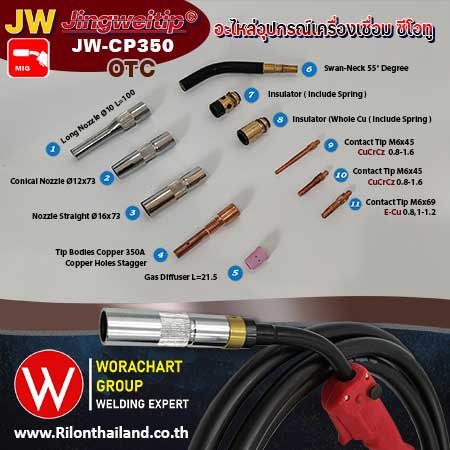 JW Jingweitip®
อะไหล่อุปกรณ์เครื่องเชื่อม ซีโอทู
MIG
JW-CP350
OTC
1 Long Nozzle Ø10 L=100
2 Conical Nozzle Ø12x73
3 Nozzle Straight Ø16x73
4 Tip Bodies Copper 350A
Copper Holes Stagger
5 Gas Diffuser L=21.5
6 Swan-Neck 55° Degree
7 Insulator ( Include Spring )
8 Insulator (Whole Cu ( Include Spring )
9 Contact Tip M6x45
CuCrCz 0.8-1.6
10 Contact Tip M6x45
CuCrCz 0.8-1.6
11 Contact Tip M6x69
E-Cu 0.8,1-1.2
W
WORACHART
GROUP
WELDING EXPERT
www.Rilonthailand.co.th